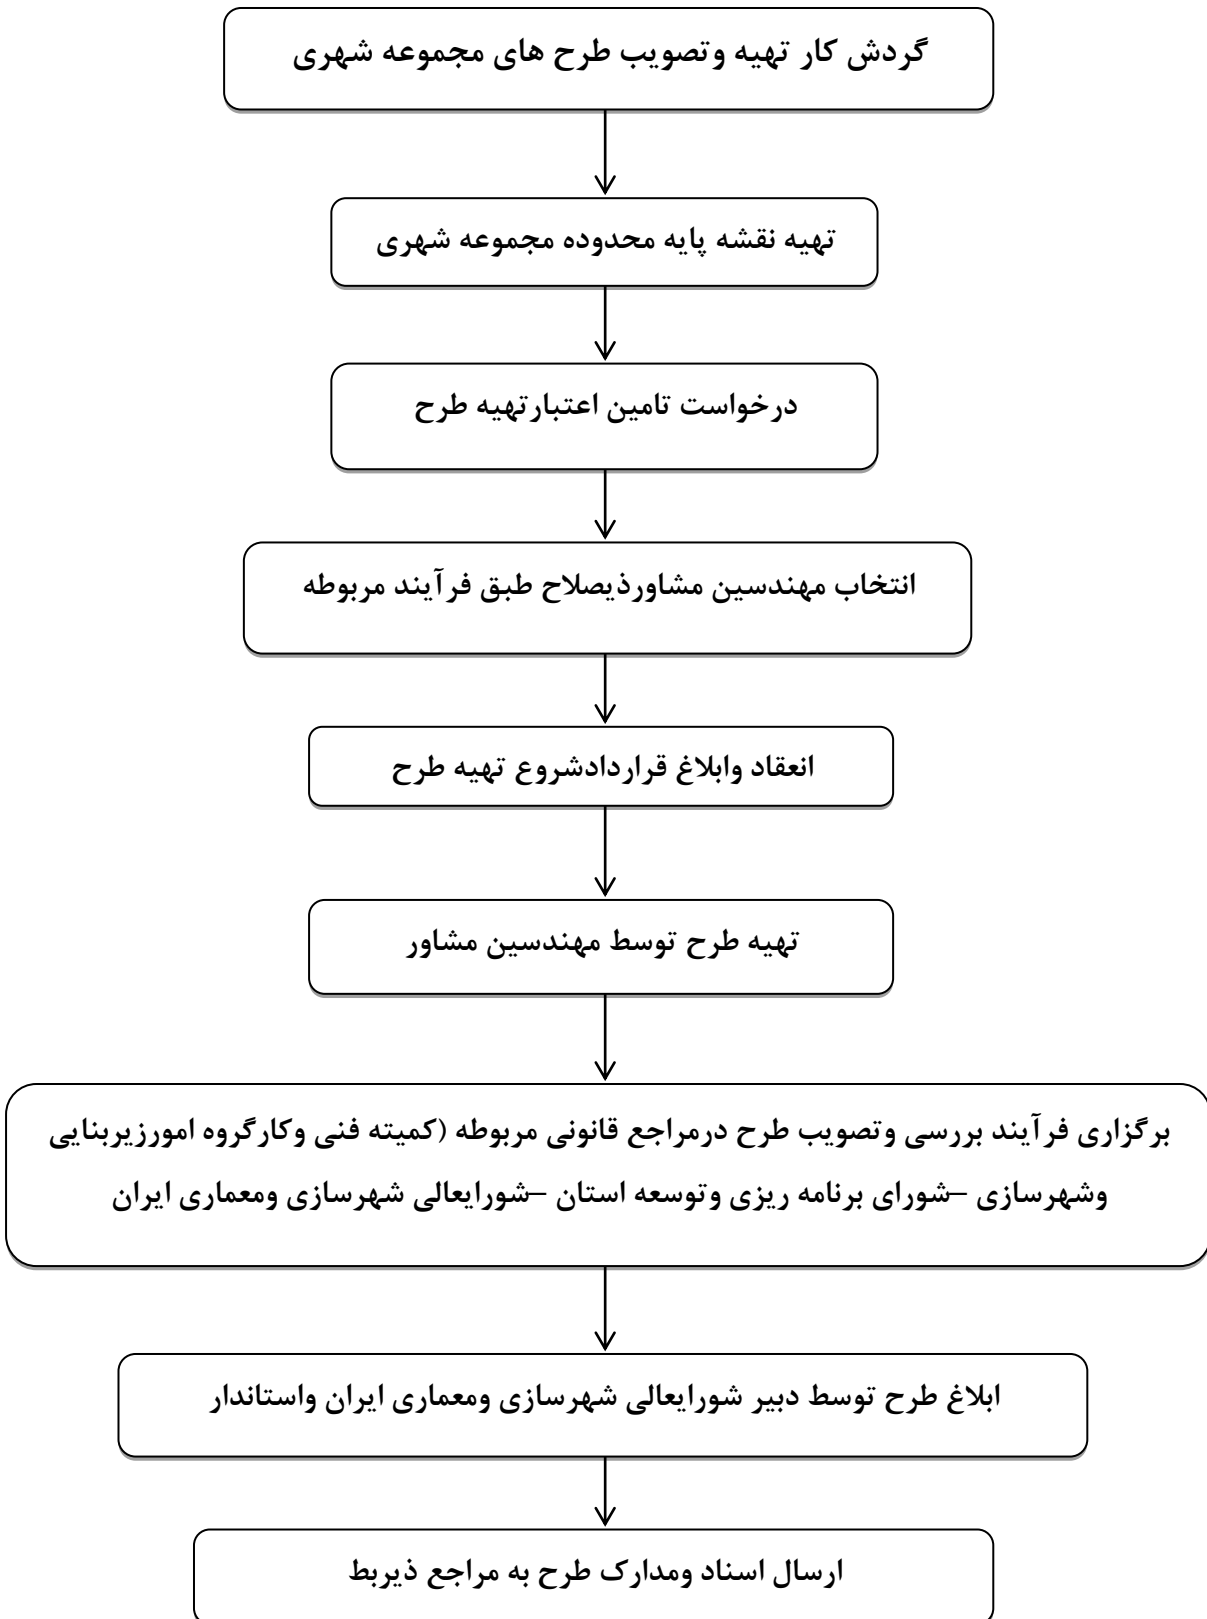 گردش کار تهیه وتصویب طرح های مجموعه شهری
تهیه نقشه پایه محدوده مجموعه شهری
درخواست تامین اعتبارتهیه طرح
انتخاب مهندسین مشاورذیصلاح طبق فرآیند مربوطه
انعقاد وابلاغ قراردادشروع تهیه طرح
تهیه طرح توسط مهندسین مشاور
برگزاری فرآیند بررسی وتصویب طرح درمراجع قانونی مربوطه (کمیته فنی وکارگروه امورزیربنایی
وشهرسازی –شورای برنامه ریزی وتوسعه استان –شورایعالی شهرسازی ومعماری ایران
ابلاغ طرح توسط دبیر شورایعالی شهرسازی ومعماری ایران واستاندار
ارسال اسناد ومدارک طرح به مراجع ذیربط